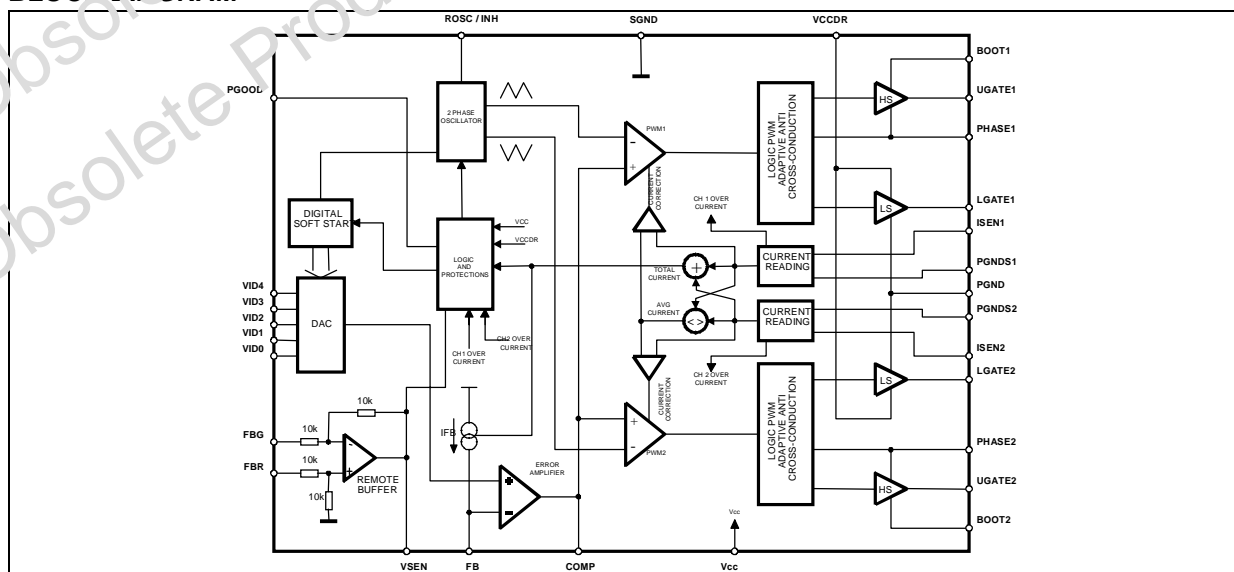 BLOCK DIAGRAM
Obsolete Prod
Obsolete
ROSC / INH
SGND
VCCDR
BOOT1
UGATE1
PHASE1
LGATE1
ISEN1
PGNDS1
PGND
PGNDS2
ISEN2
LGATE2
PHASE2
UGATE2
BOOT2
PGOOD
2 PHASE
OSCILLATOR
PWM1
-
+
LOGIC PWM
ADAPTIVE ANTI
CROSS-CONDUCTION
HS
LS
CURRENT
CORRECTION
CH 1 OVER
CURRENT
DIGITAL
SOFT START
VCC
VCCDR
LOGIC
AND
PROTECTIONS
TOTAL
CURRENT
+
CURRENT
READING
AVG
CURRENT
< >
CURRENT
READING
VID4
VID3
VID2
VID1
VID0
DAC
CH1 OVER
CURRENT
CH2 OVER
CURRENT
CH 2 OVER
CURRENT
CURRENT
CORRECTION
LOGIC PWM
ADAPTIVE ANTI
CROSS-CONDUCTION
LS
HS
+
-
PWM2
10k
10k
10k
10k
FBG
FBR
-
+
REMOTE
BUFFER
IFB
ERROR
AMPLIFIER
+
-
Vcc
VSEN
FB
COMP
Vcc